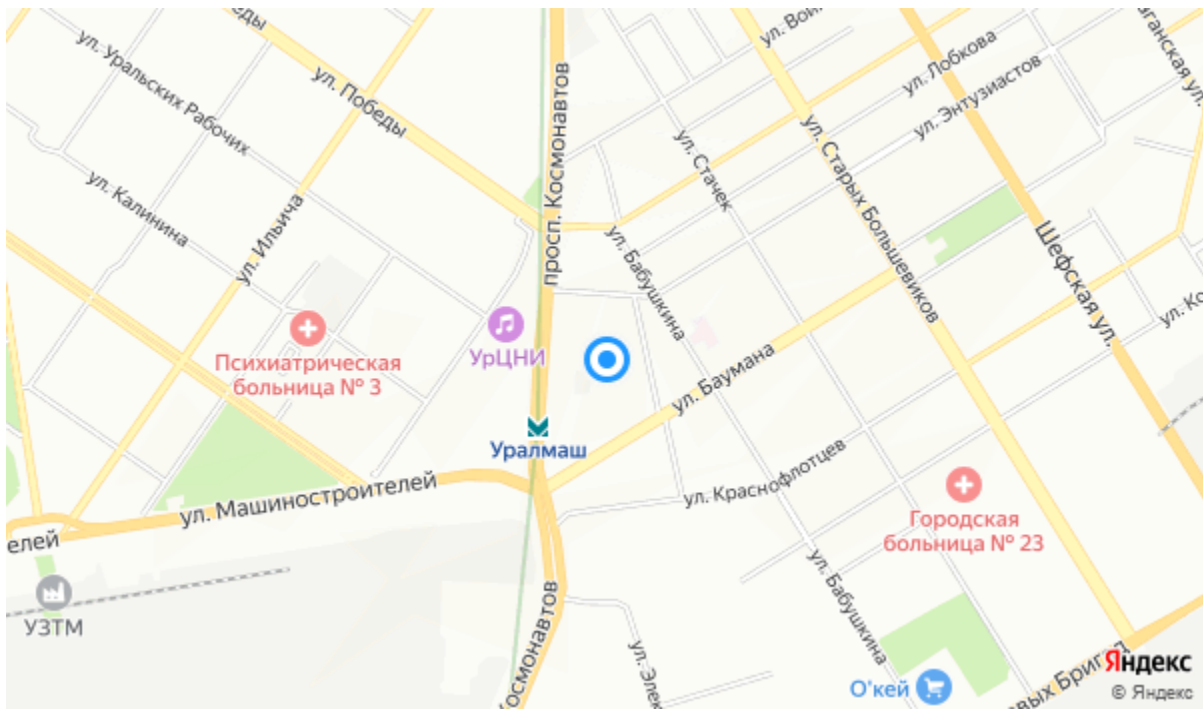 ул. Уральских Рабочих
ул. Победы
ул. Калинина
ул. Ильича
просп. Космонавтов
ул. Стачек
ул. Лобкова
ул. Энтузиастов
ул. Старых Большевиков
Шефская ул.
ул. Бабушкина
ул. Баумана
УрЦНИ
Психиатрическая
больница № 3
Уралмаш
ул. Машиностроителей
ул. Краснофлотцев
Городская
больница № 23
ул. Бабушкина
УЗТМ
О'кей
Яндекс
© Яндекс